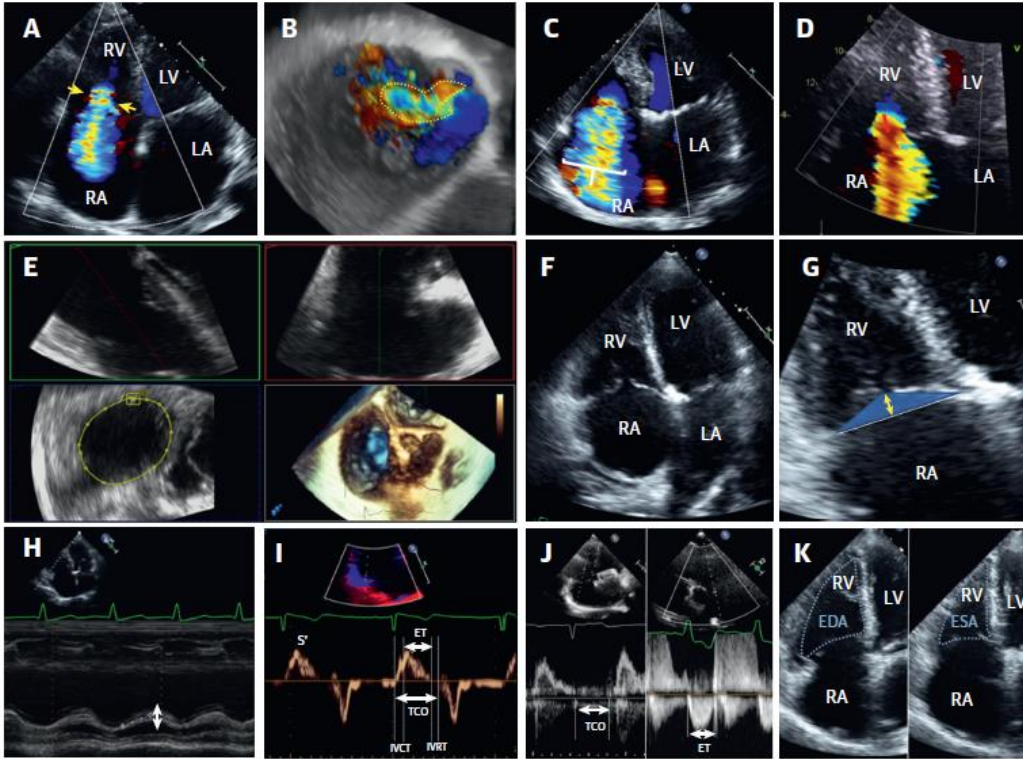 A
RV
LV
LA
RA
B
C
LV
LA
RA
D
RV
LV
RA
LA
E
F
RV
LV
RA
LA
G
RV
LV
RA
H
I
S'
ET
TCO
IVCT
IVRT
J
TCO
ET
K
RV
LV
EDA
RA
RV
LV
ESA
RA